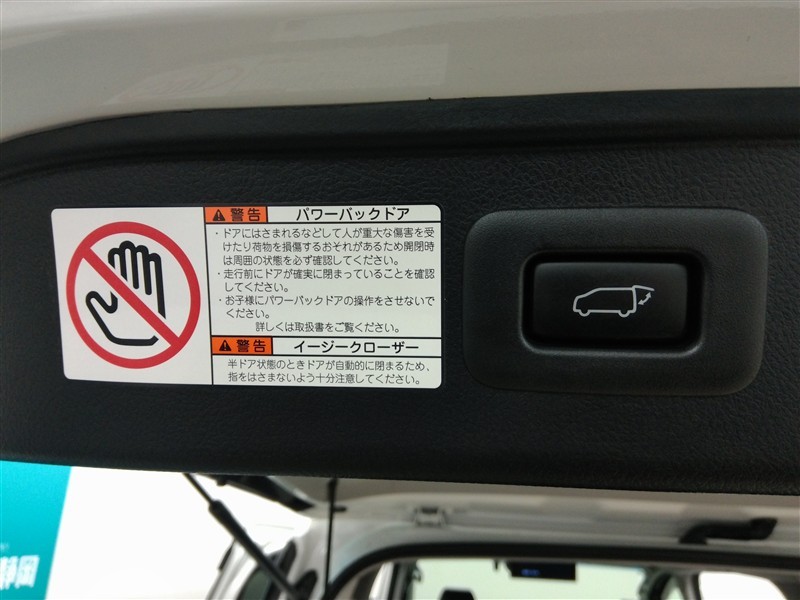 警告 パワーバックドア
・ドアにはさまれるなどして人が重大な傷害を受
けたり荷物を損傷するおそれがあるため開閉時
は周囲の状態を必ず確認してください。
・走行前にドアが確実に閉まっていることを確認
してください。
・お子様にパワーバックドアの操作をさせないで
ください。
詳しくは取扱書をご覧ください。
警告 イージークローザー
半ドア状態のときドアが自動的に閉まるため、
指をはさまないよう十分注意してください。
静岡